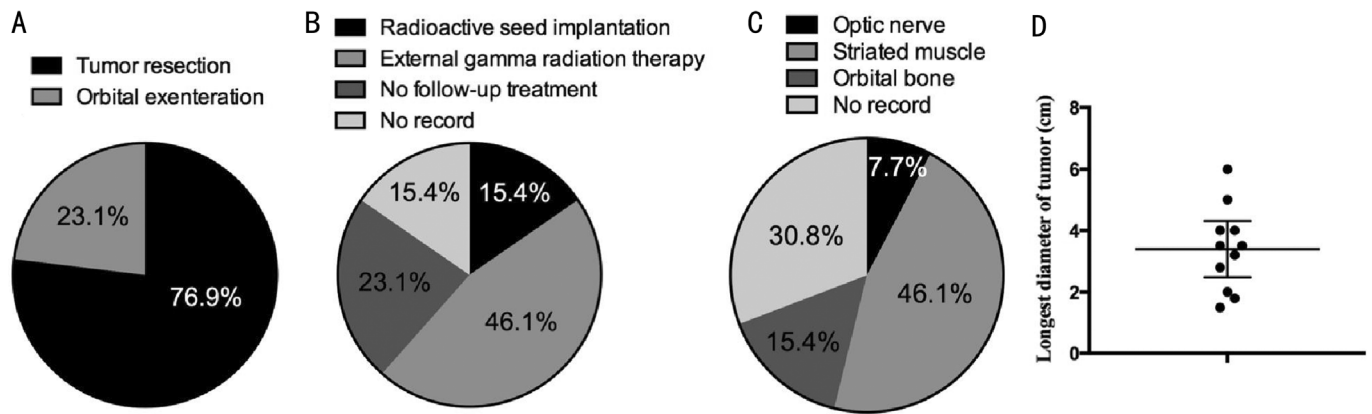 A
Tumor resection
Orbital exenteration
23.1%
76.9%
B
Radioactive seed implantation
External gamma radiation therapy
No follow-up treatment
No record
15.4%
15.4%
23.1%
46.1%
C
Optic nerve
Striated muscle
Orbital bone
No record
7.7%
30.8%
46.1%
15.4%
D
Longest diameter of tumor (cm)
8
6
4
2
0